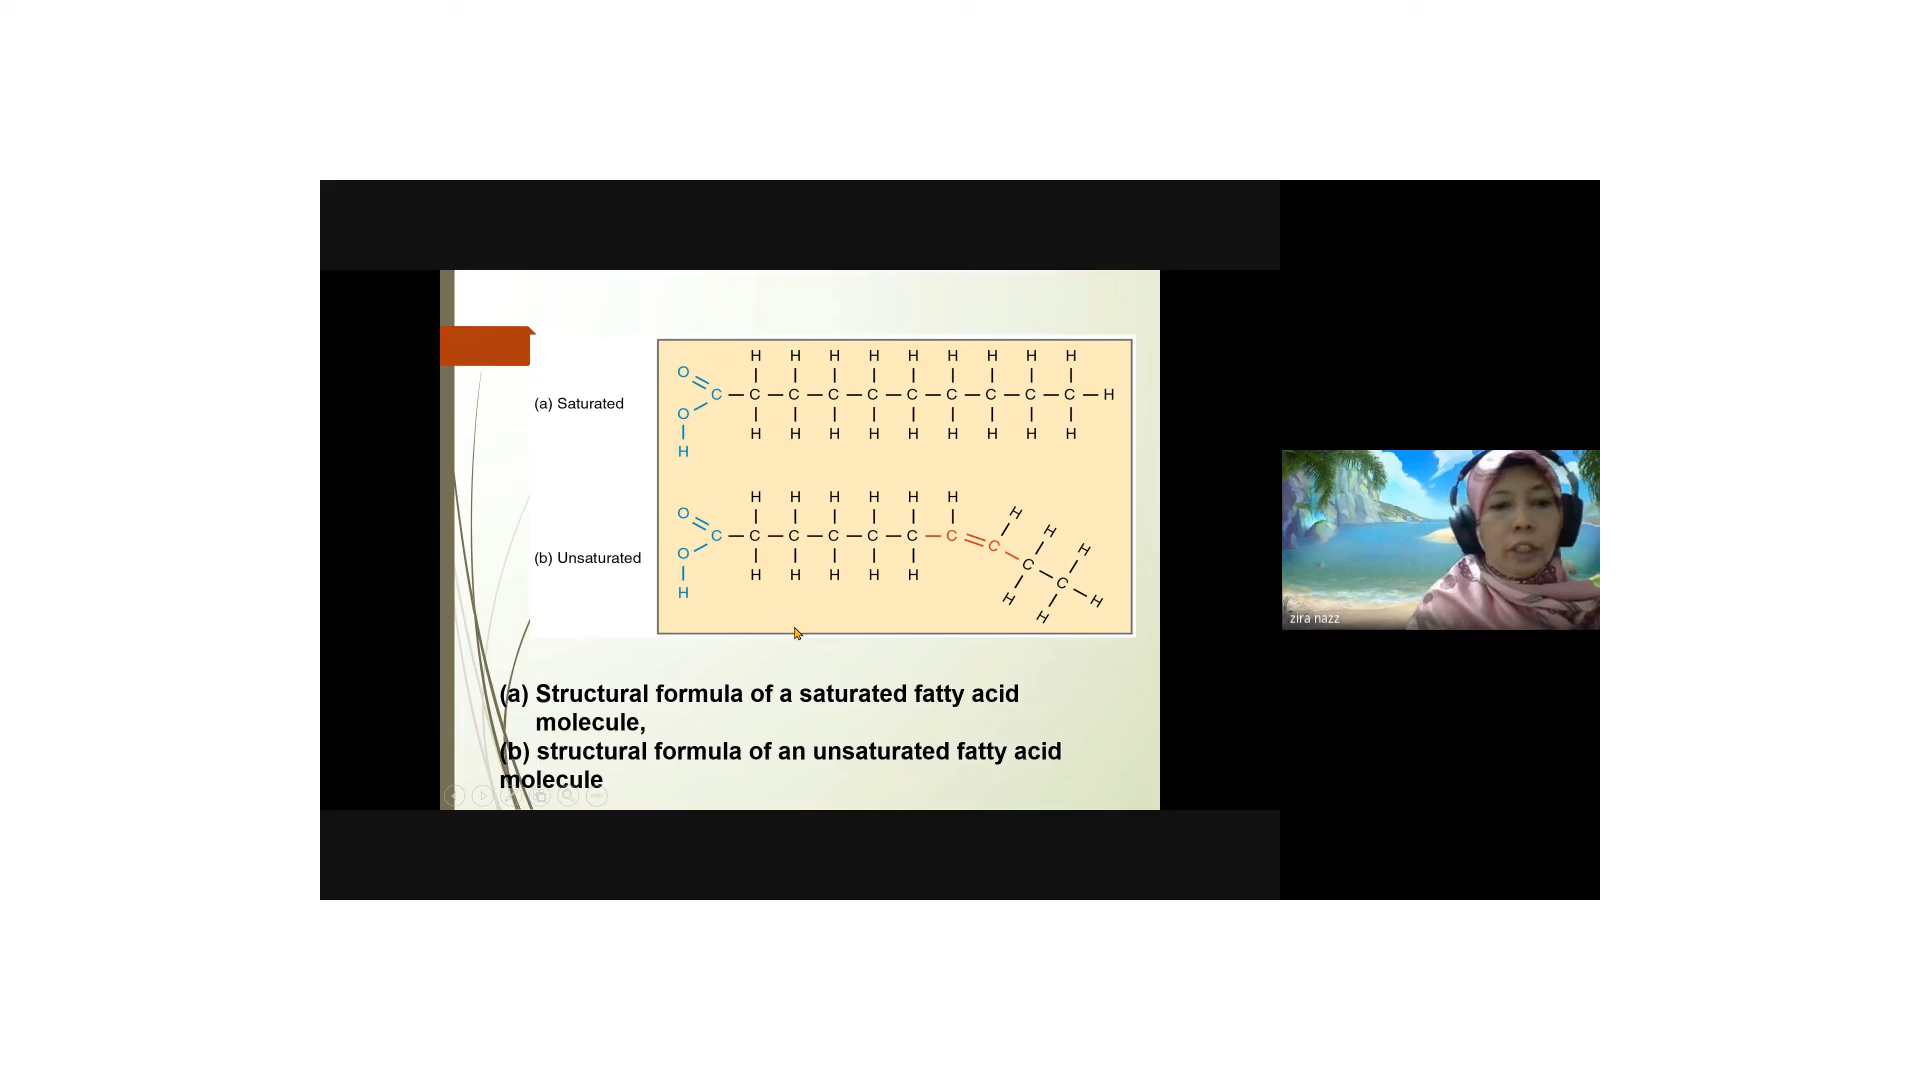 H H H H H H H H H
O
(a) Saturated
C C C C C C C C C C H
O
H H H H H H H H H
H
H H H H H H
O
H H H
(b) Unsaturated
C C C C C C C C C C
O
H H H H H
H H H H
(a) Structural formula of a saturated fatty acid
molecule,
(b) structural formula of an unsaturated fatty acid
molecule
zira nazz